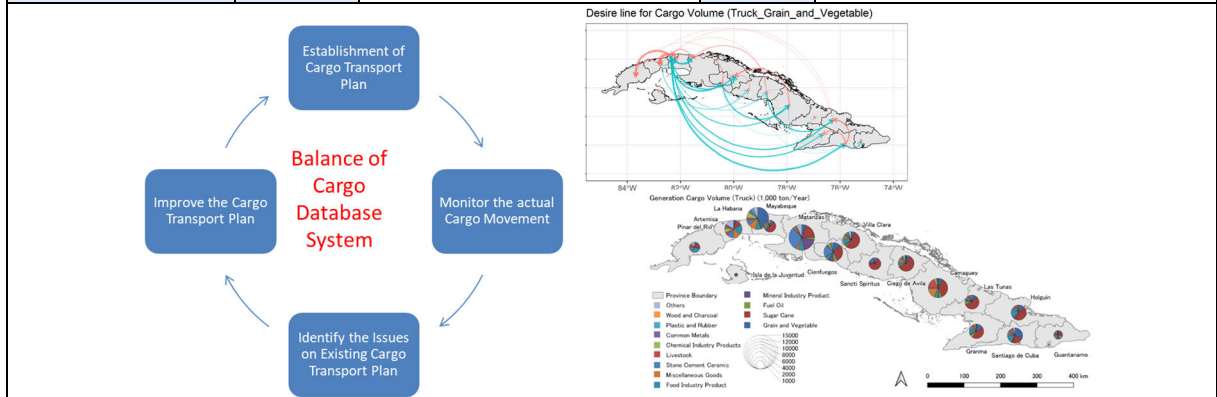 Establishment of
Cargo Transport
Plan
Balance of
Cargo
Database
System
Improve the Cargo
Transport Plan
Monitor the actual
Cargo Movement
Identify the Issues
on Existing Cargo
Transport Plan
Desire line for Cargo Volume (Truck_Grain_and_Vegetable)
84°W
82°W
80°W
78°W
76°W
74°W
Generation Cargo Volume (Truck) (1,000 ton/Year)
La Habana
Mayabeque
Artemisa
Matanzas
Pinar del Rio
Villa Clara
Isla de la Juventud
Cienfuegos
Sancti Spiritus
Ciego de Avila
Camaguey
Las Tunas
Holguin
Granma
Santiago de Cuba
Guantanamo
Province Boundary
Others
Wood and Charcoal
Plastic and Rubber
Common Metals
Chemical Industry Products
Livestock
Stone Cement Ceramic
Miscellaneous Goods
Food Industry Product
Mineral Industry Product
Fuel Oil
Sugar Cane
Grain and Vegetable
15000
12000
10000
8000
6000
4000
2000
1000
0
100
200
300
400 km